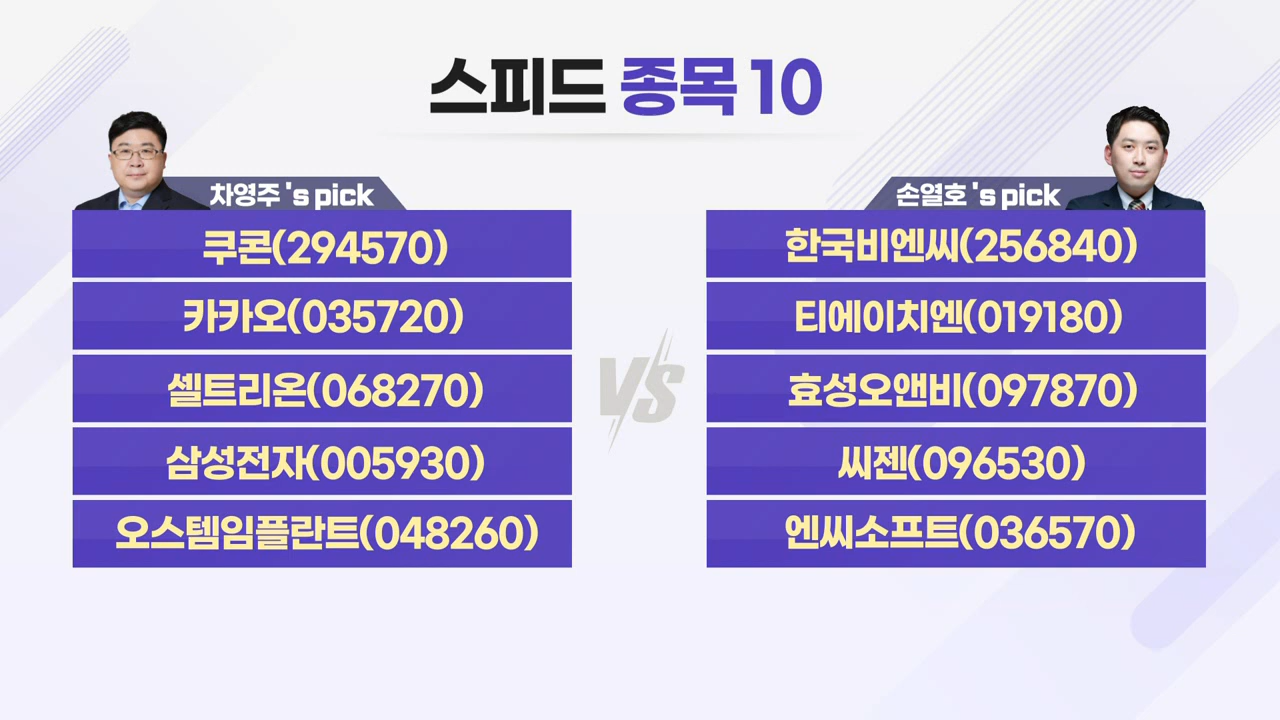 스피드 종목 10
차영주 's pick
쿠콘(294570)
카카오(035720)
셀트리온(068270)
삼성전자(005930)
오스템임플란트(048260)
VS
손열호 's pick
한국비엔씨(256840)
티에이치엔(019180)
효성오앤비(097870)
씨젠(096530)
엔씨소프트(036570)